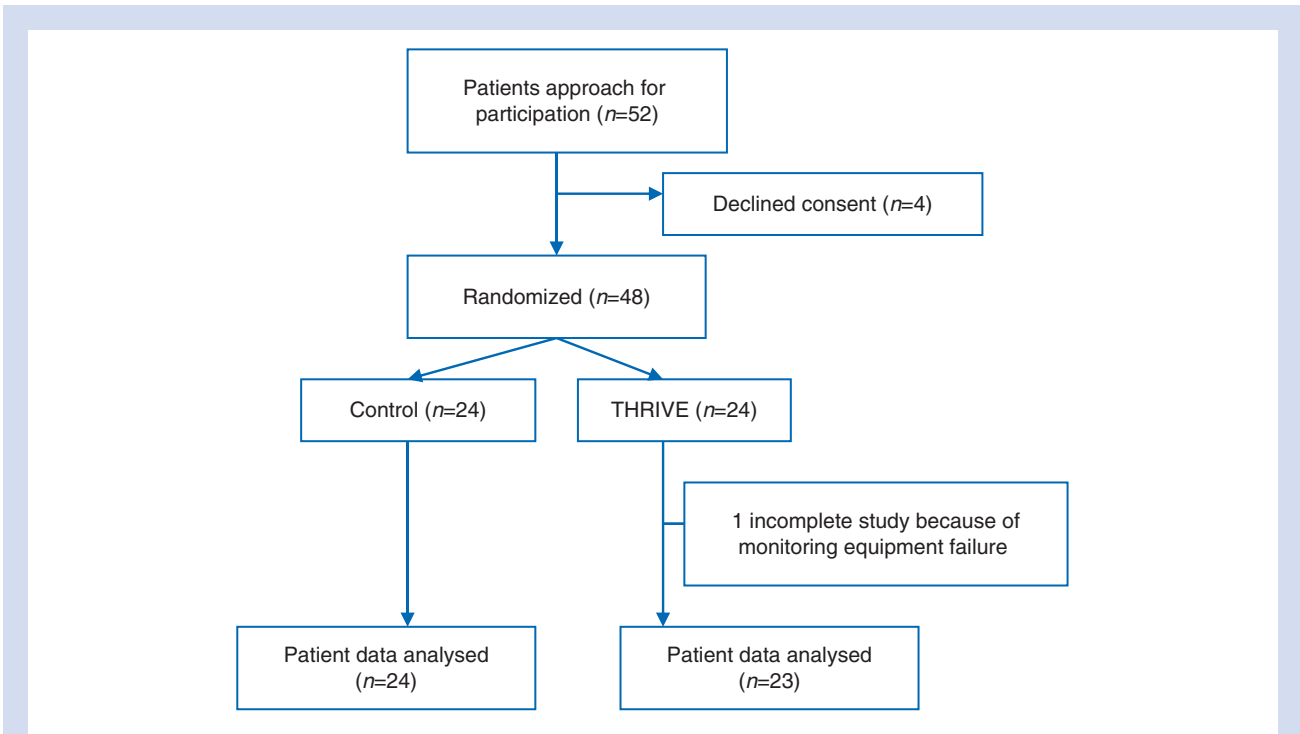 Patients approach for
participation (n=52)
Declined consent (n=4)
Randomized (n=48)
Control (n=24)
THRIVE (n=24)
1 incomplete study because of
monitoring equipment failure
Patient data analysed
(n=24)
Patient data analysed
(n=23)